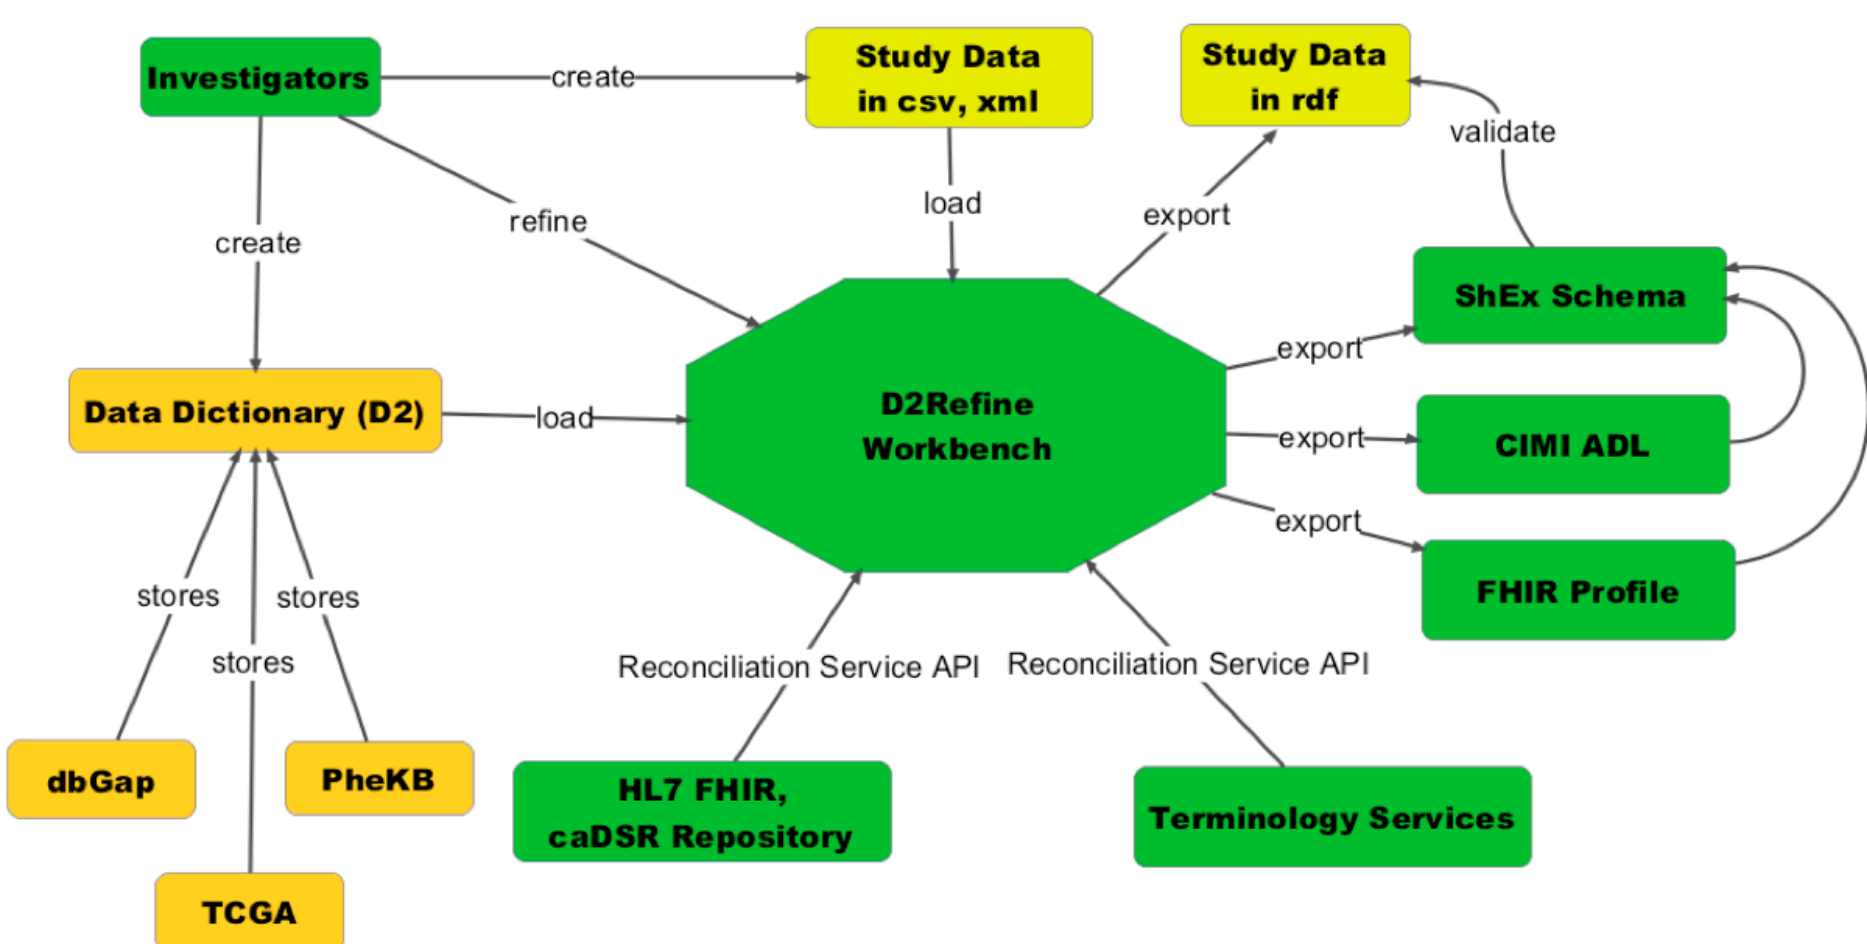 Investigators
create
Study Data
in csv, xml
Study Data
in rdf
validate
load
export
refine
create
ShEx Schema
export
Data Dictionary (D2)
load
D2Refine
Workbench
export
CIMI ADL
export
FHIR Profile
stores
stores
stores
Reconciliation Service API
Reconciliation Service API
dbGap
PheKB
TCGA
HL7 FHIR,
caDSR Repository
Terminology Services